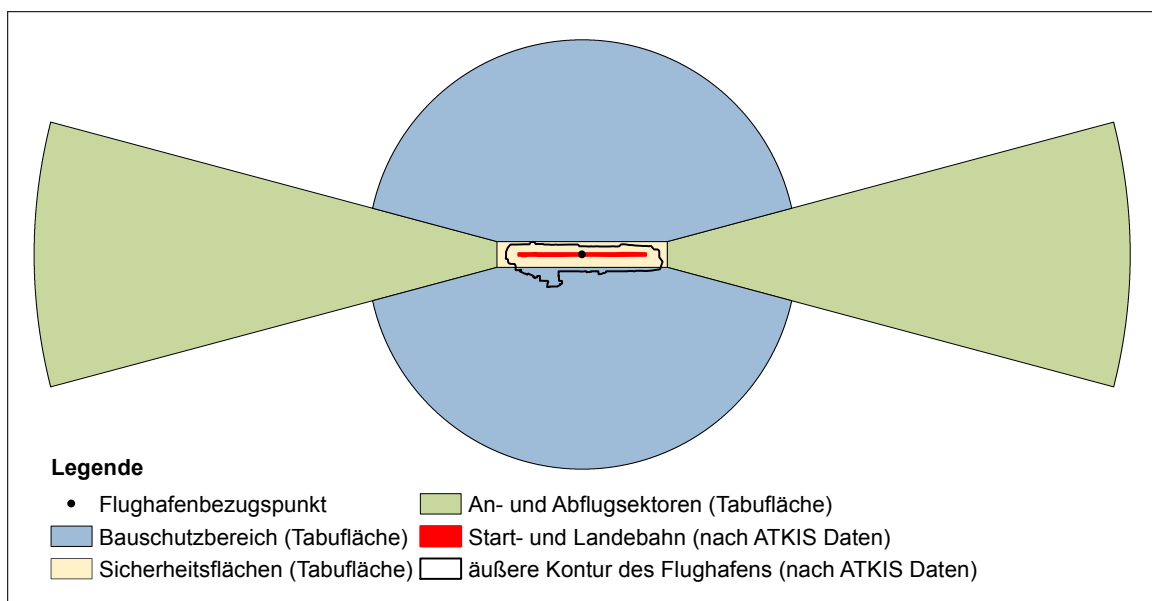 Legende
Flughafenbezugspunkt
An- und Abflugsektoren (Tabufläche)
Bauschutzbereich (Tabufläche)
Start- und Landebahn (nach ATKIS Daten)
Sicherheitsflächen (Tabufläche)
äußere Kontur des Flughafens (nach ATKIS Daten)